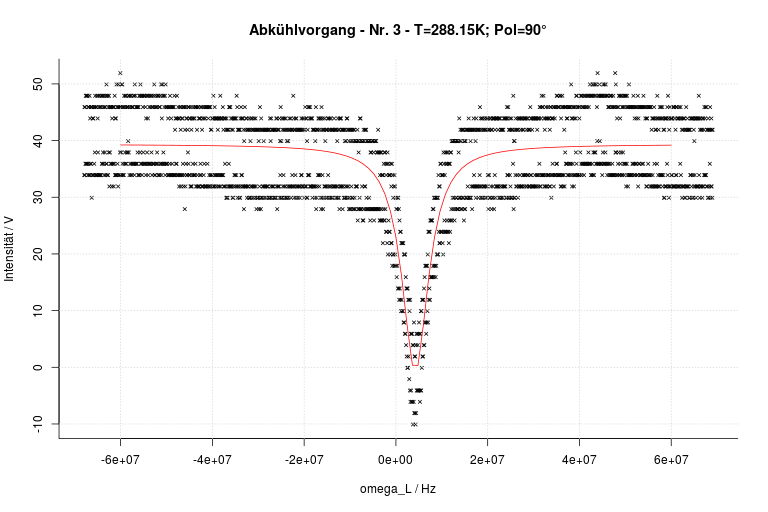 Abkühlvorgang - Nr. 3 - T=288.15K; Pol=90°
Intensität / V
50
40
30
20
10
0
-10
-6e+07 -4e+07 -2e+07 0e+00 2e+07 4e+07 6e+07
omega_L / Hz